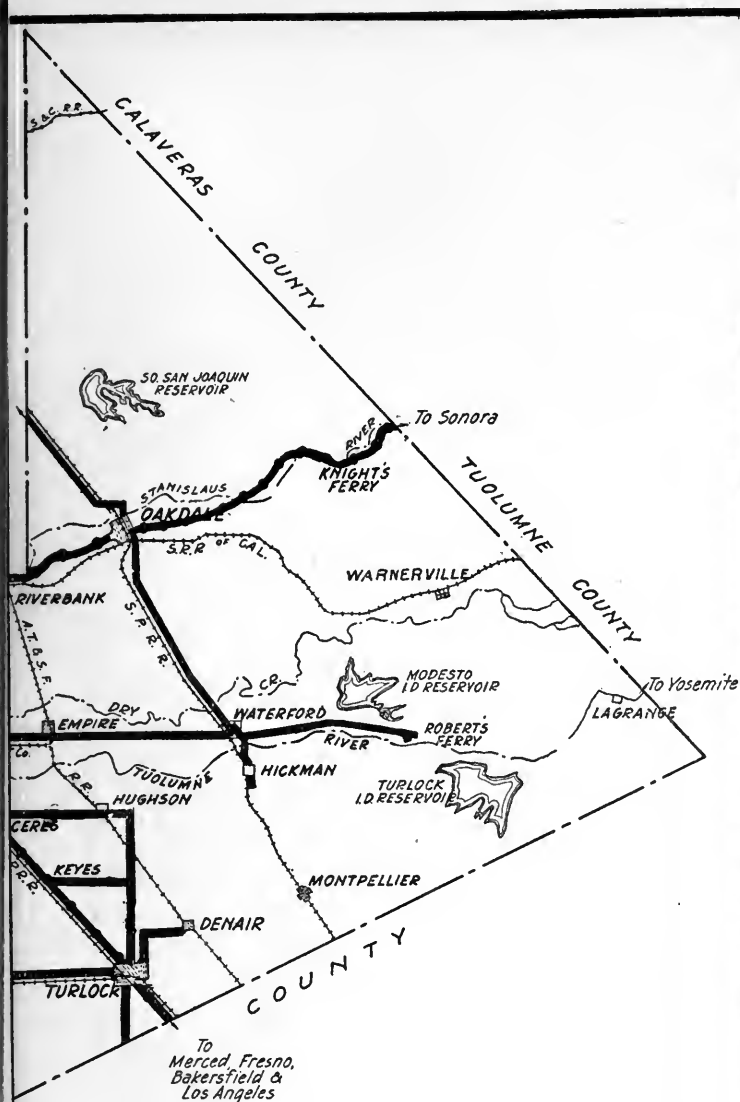 S & C. R.R.
CALAVERAS
COUNTY
SO. SAN JOAQUIN
RESERVOIR
To Sonora
RIVER
KNIGHT'S
FERRY
STANISLAUS
OAKDALE
TUOLUMNE
COUNTY
S.P.R OF CAL.
WARNERVILLE
RIVERBANK
S. P. R. R.
A.T. & S.F.
CR.
MODESTO
I.D RESERVOIR
To Yosemite
LAGRANGE
DRY
EMPIRE
WATERFORD
ROBERT'S
FERRY
RIVER
Co.
TUOLUMNE
HICKMAN
TURLOCK
I.D. RESERVOIR
R.R.
HUGHSON
CERES
P.R.R.
KEYES
MONTPELLIER
DENAIR
COUNTY
TURLOCK
To
Merced, Fresno,
Bakersfield &
Los Angeles